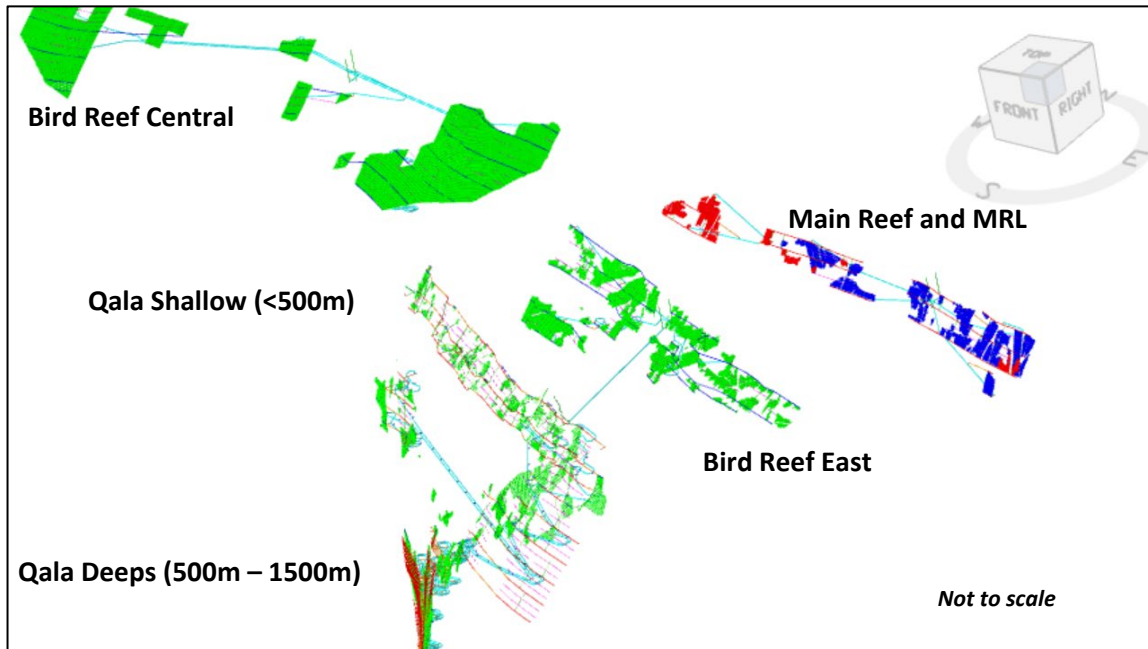 TOP
FRONT
RIGHT
Bird Reef Central
S
E
Main Reef and MRL
Qala Shallow (<500m)
Bird Reef East
Qala Deeps (500m – 1500m)
Not to scale